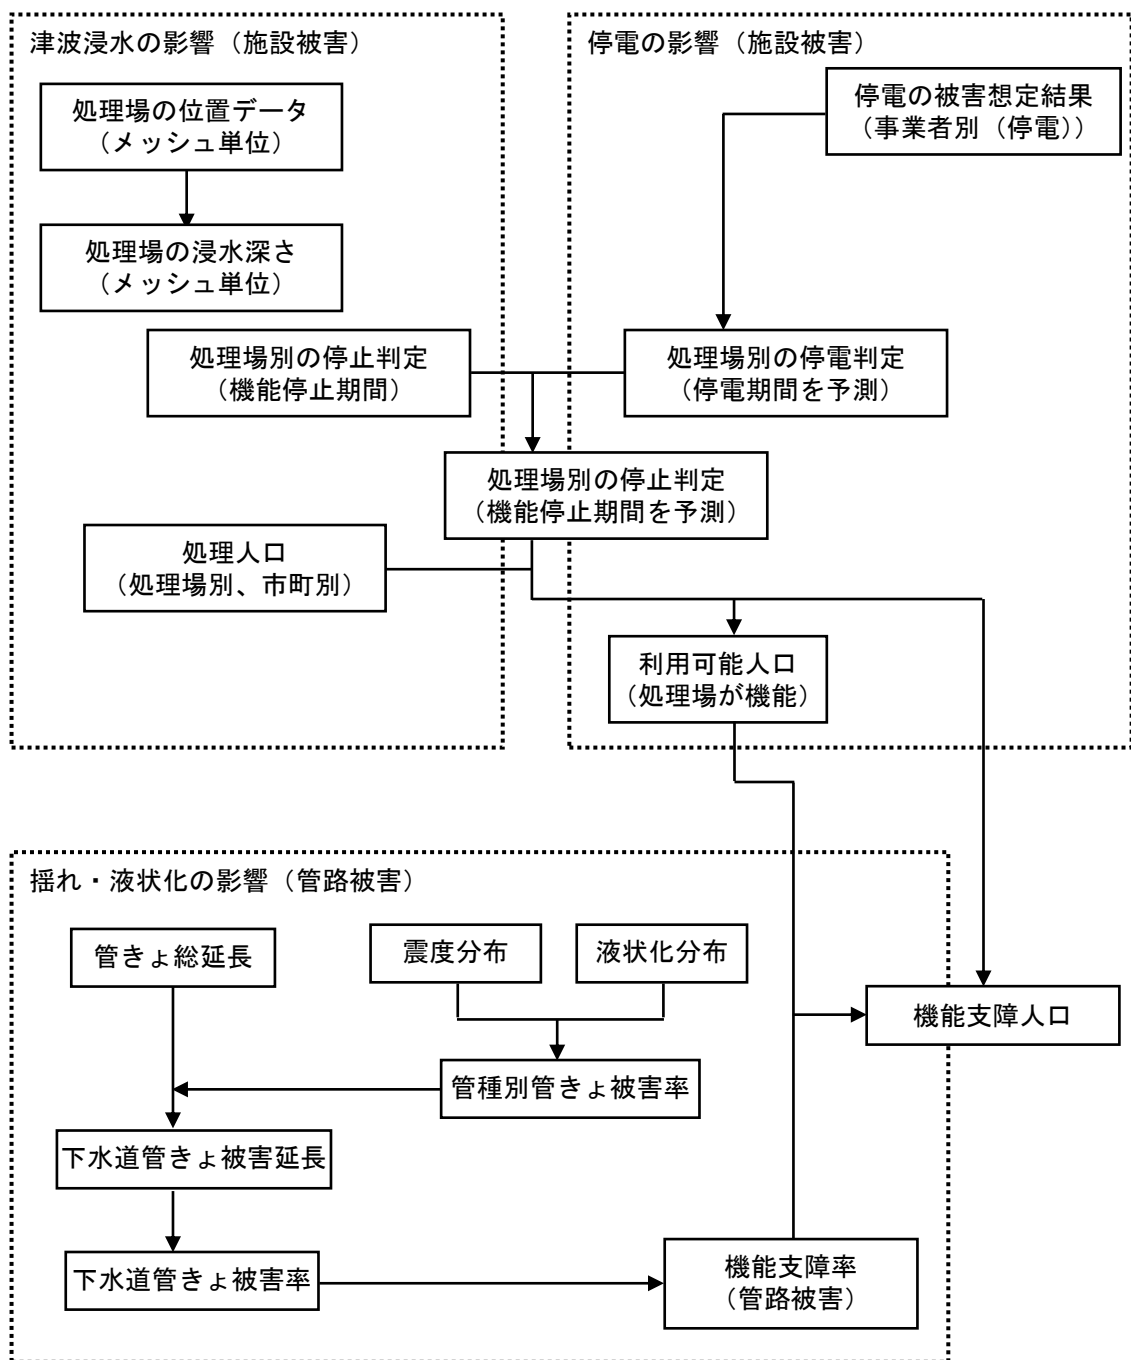 津波浸水の影響（施設被害）
処理場の位置データ
（メッシュ単位）
処理場の浸水深さ
（メッシュ単位）
処理場別の停止判定
（機能停止期間）
停電の影響（施設被害）
停電の被害想定結果
（事業者別（停電））
処理場別の停電判定
（停電期間を予測）
処理場別の停止判定
（機能停止期間を予測）
処理人口
（処理場別、市町別）
利用可能人口
（処理場が機能）
揺れ・液状化の影響（管路被害）
管きょ総延長
震度分布
液状化分布
機能支障人口
管種別管きょ被害率
下水道管きょ被害延長
下水道管きょ被害率
機能支障率
（管路被害）